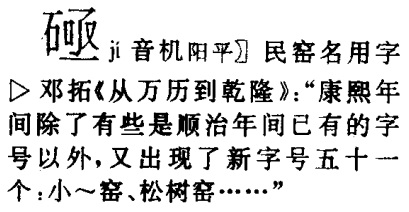 jí 音机阳平〗民窑名用字
▷邓拓《从万历到乾隆》：“康熙年
间除了有些是顺治年间已有的字
号以外，又出现了新字号五十一
个：小～窑、松树窑……”